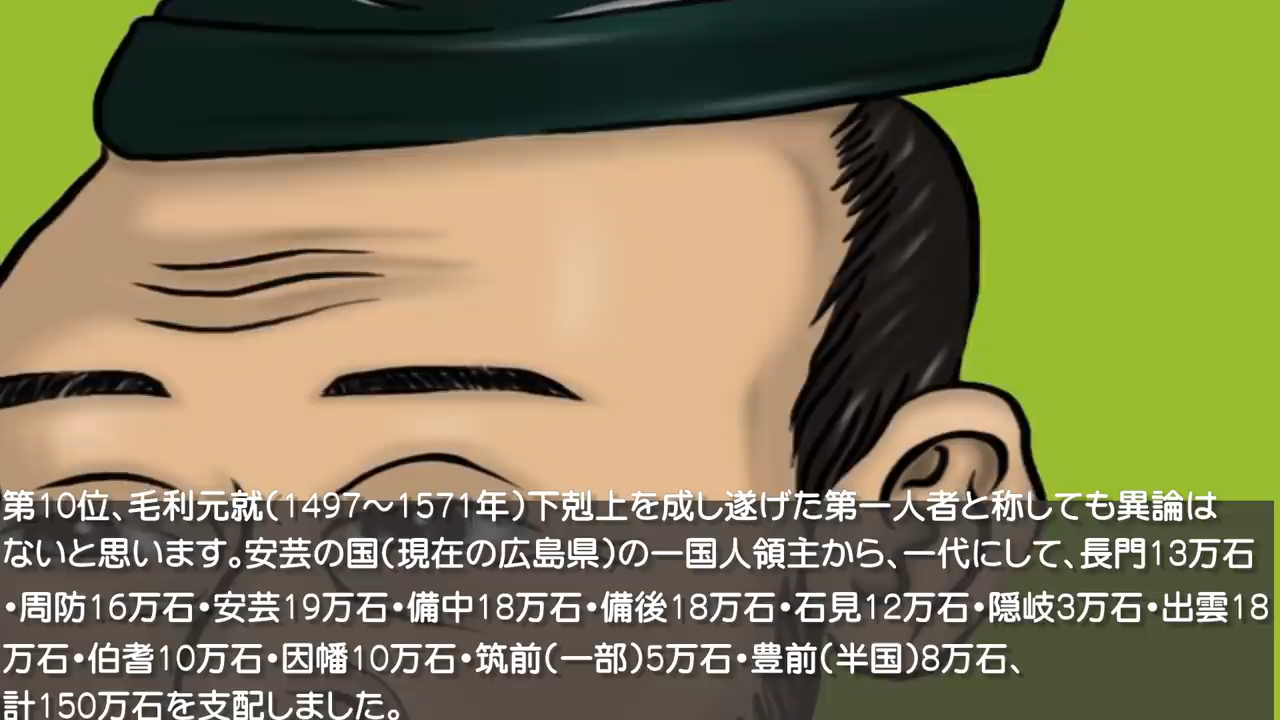 第10位、毛利元就(1497～1571年)下剋上を成し遂げた第一人者と称しても異論は
ないと思います。安芸の国(現在の広島県)の一国人領主から、一代にして、長門13万石
・周防16万石・安芸19万石・備中18万石・備後18万石・石見12万石・隠岐3万石・出雲18
万石・伯耆10万石・因幡10万石・筑前(一部)5万石・豊前(半国)8万石、
計150万石を支配しました。